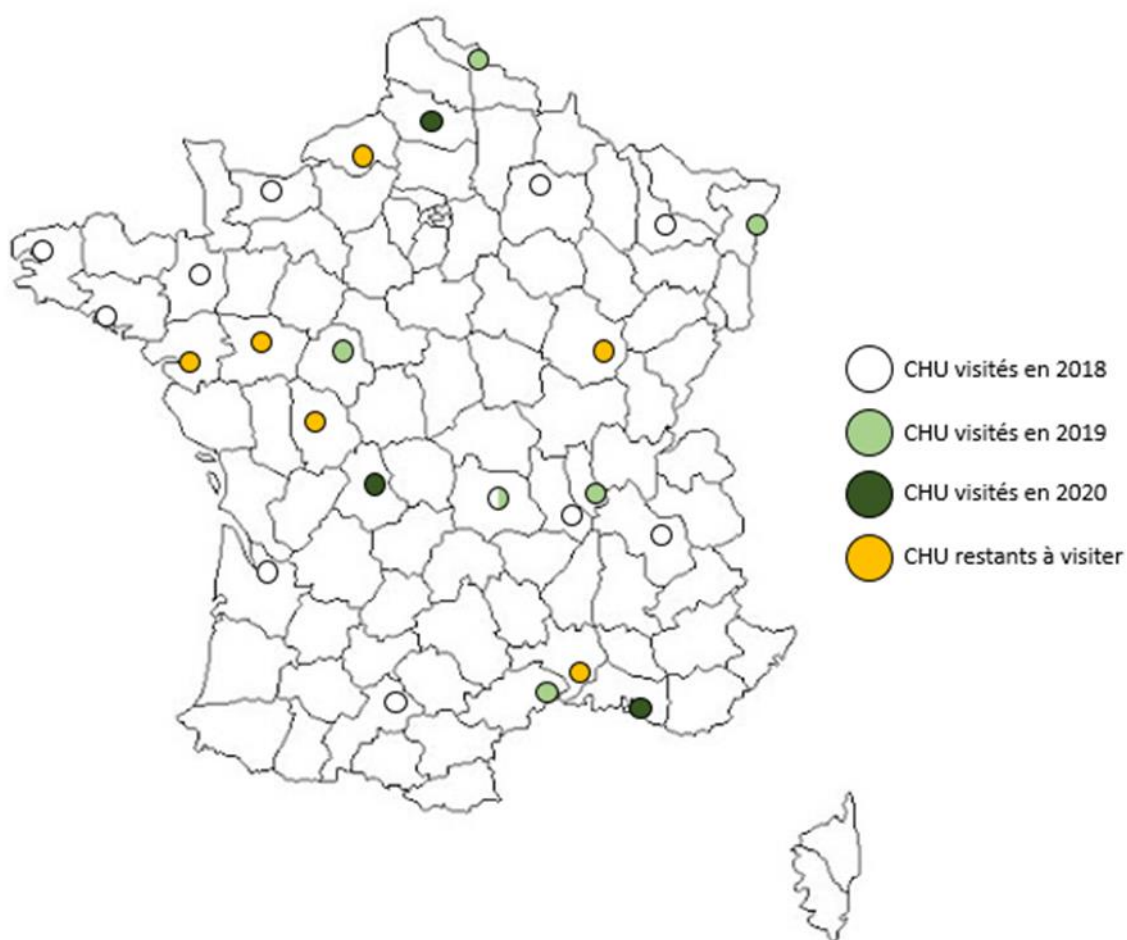 CHU visités en 2018
CHU visités en 2019
CHU visités en 2020
CHU restants à visiter